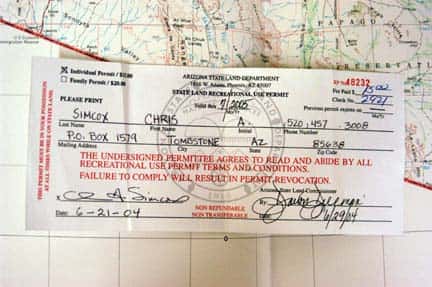 PAPAGO
ARIZONA STATE LAND DEPARTMENT
1616 W. Adams, Phoenix, AZ 85007
STATE LAND RECREATIONAL USE PERMIT
☒ Individual Permit / $15.00
☐ Family Permit / $20.00
RP No 48232
Fee Paid $ 15.00
Check No. 2921
PLEASE PRINT
Valid thru 7/2005
Previous permit expires on
SIMCOX CHRIS A. 520, 457 - 3008
Last Name First Name Initial Phone Number
P.O. BOX 1579 TOMBSTONE AZ 85638
Mailing Address City State Zip Code
THIS PERMIT MUST BE IN YOUR POSSESSION
AT ALL TIMES WHILE ON STATE LAND.
THE UNDERSIGNED PERMITTEE AGREES TO READ AND ABIDE BY ALL
RECREATIONAL USE PERMIT TERMS AND CONDITIONS.
FAILURE TO COMPLY WILL RESULT IN PERMIT REVOCATION.
A. Simcox
Arizona State Land Commissioner
Date: 6-21-04
NON REFUNDABLE
NON TRANSFERABLE
By: 6/29/04